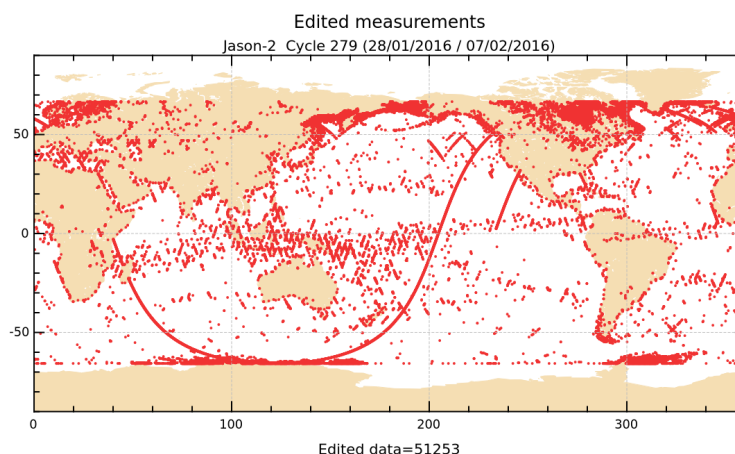 Edited measurements
Jason-2 Cycle 279 (28/01/2016 / 07/02/2016)
50
0
-50
0 100 200 300
Edited data=51253